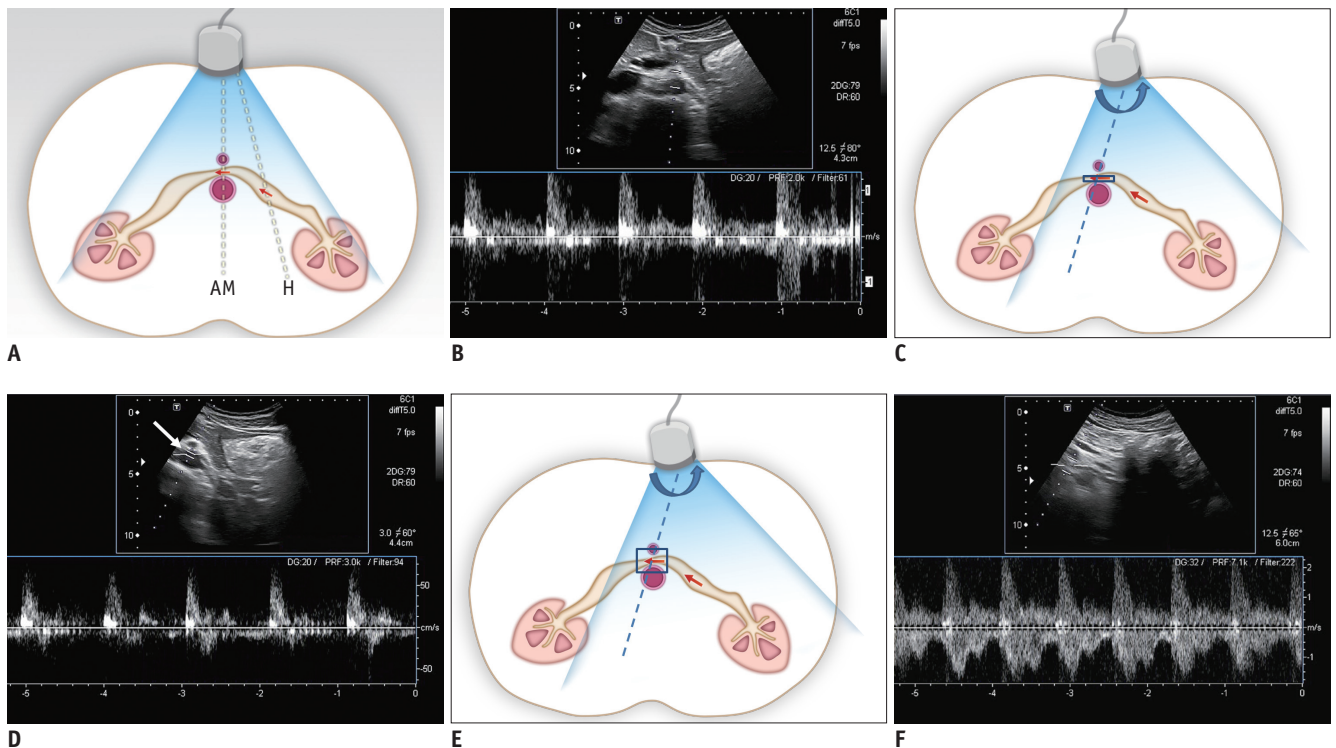 AM H
A
T
6C1
diffT5.0
7 fps
2DG:79
DR:60
12.5 ≠ 80°
4.3cm
0
5
10
DG:20 / PRF:2.0k / Filter:61
1
m/s
-1
-5 -4 -3 -2 -1 0
B
C
T
6C1
diffT5.0
7 fps
2DG:79
DR:60
3.0 ≠ 60°
4.4cm
0
5
10
DG:20 / PRF:3.0k / Filter:94
50
cm/s
-50
-5 -4 -3 -2 -1 0
D
E
T
6C1
diffT5.0
7 fps
2DG:74
DR:60
12.5 ≠ 65°
6.0cm
0
5
10
DG:32 / PRF:7.1k / Filter:222
2
1
m/s
-1
-5 -4 -3 -2 -1 0
F